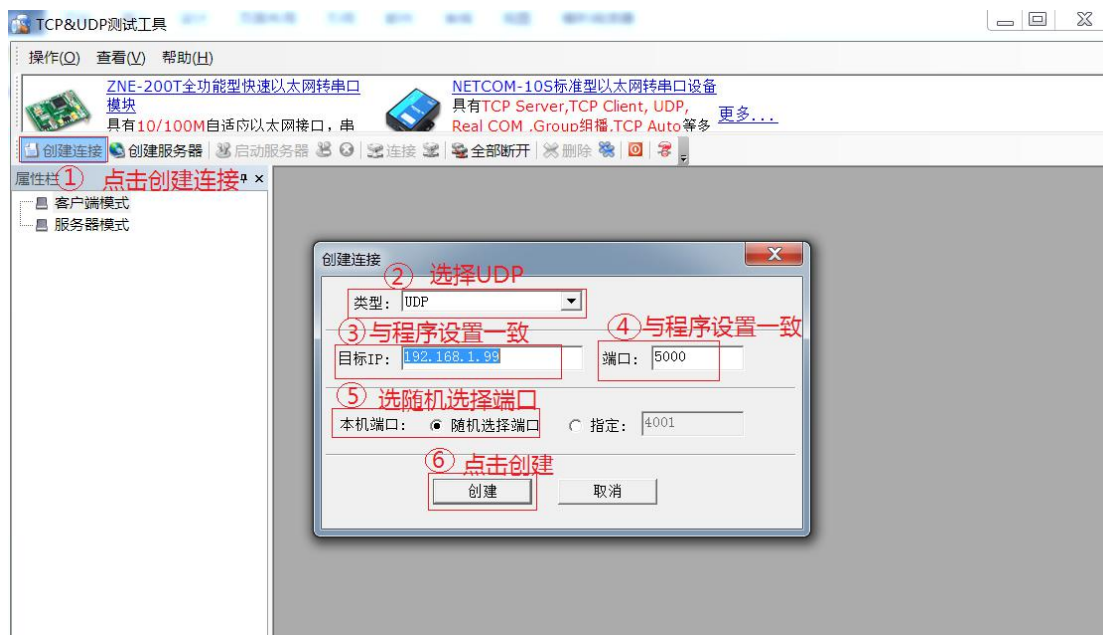 TCP&UDP测试工具
操作(O) 查看(V) 帮助(H)
ZNE-200T全功能型快速以太网转串口
模块
具有10/100M自适应以太网接口，串
NETCOM-10S标准型以太网转串口设备
具有TCP Server,TCP Client, UDP,
Real COM ,Group组播,TCP Auto等多
更多...
创建连接 创建服务器 启动服务器 连接 全部断开 删除
属性栏
① 点击创建连接
客户端模式
服务器模式
创建连接
② 选择UDP
类型: UDP
③与程序设置一致
④与程序设置一致
目标IP: 192.168.1.99 端口: 5000
⑤ 选随机选择端口
本机端口: 随机选择端口 指定: 4001
⑥ 点击创建
创建 取消